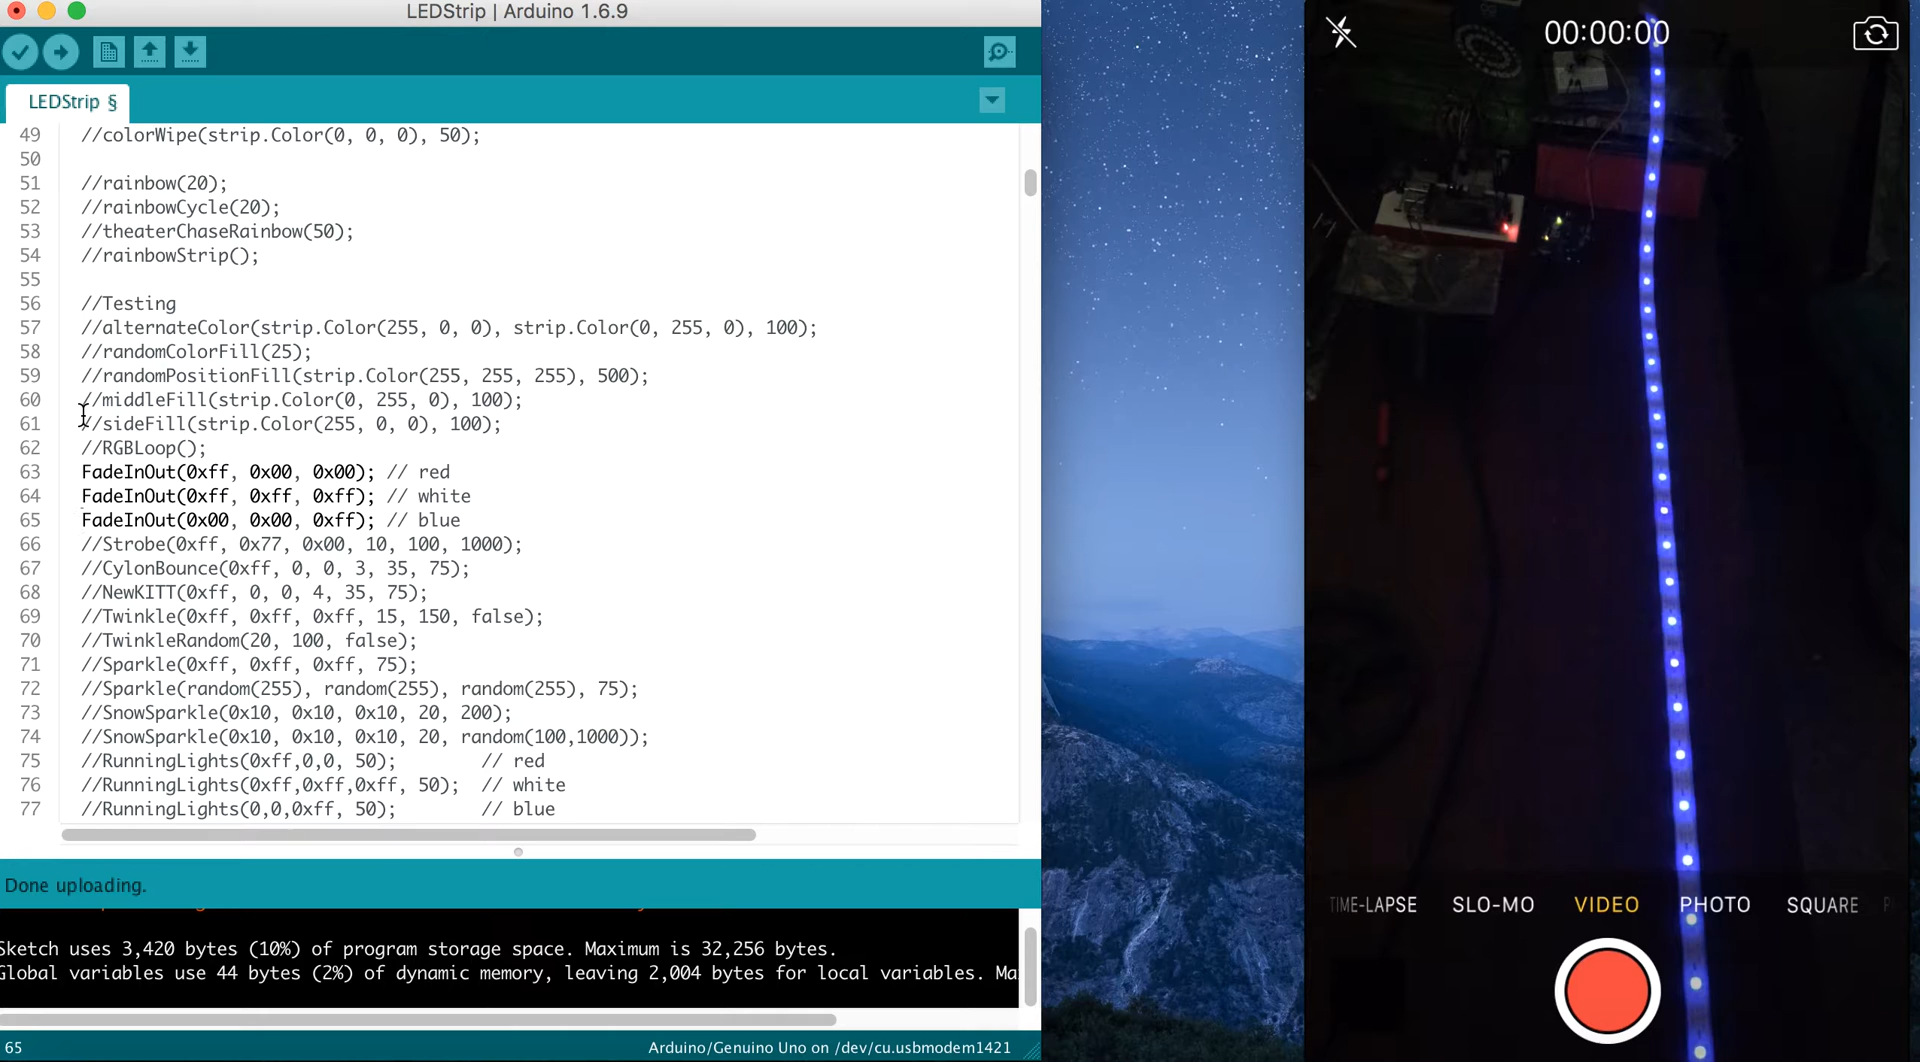 LEDStrip | Arduino 1.6.9
LEDStrip §
49 //colorWipe(strip.Color(0, 0, 0), 50);
50
51 //rainbow(20);
52 //rainbowCycle(20);
53 //theaterChaseRainbow(50);
54 //rainbowStrip();
55
56 //Testing
57 //alternateColor(strip.Color(255, 0, 0), strip.Color(0, 255, 0), 100);
58 //randomColorFill(25);
59 //randomPositionFill(strip.Color(255, 255, 255), 500);
60 //middleFill(strip.Color(0, 255, 0), 100);
61 //sideFill(strip.Color(255, 0, 0), 100);
62 //RGBLoop();
63 FadeInOut(0xff, 0x00, 0x00); // red
64 FadeInOut(0xff, 0xff, 0xff); // white
65 FadeInOut(0x00, 0x00, 0xff); // blue
66 //Strobe(0xff, 0x77, 0x00, 10, 100, 1000);
67 //CylonBounce(0xff, 0, 0, 3, 35, 75);
68 //NewKITT(0xff, 0, 0, 4, 35, 75);
69 //Twinkle(0xff, 0xff, 0xff, 15, 150, false);
70 //TwinkleRandom(20, 100, false);
71 //Sparkle(0xff, 0xff, 0xff, 75);
72 //Sparkle(random(255), random(255), random(255), 75);
73 //SnowSparkle(0x10, 0x10, 0x10, 20, 200);
74 //SnowSparkle(0x10, 0x10, 0x10, 20, random(100,1000));
75 //RunningLights(0xff,0,0, 50); // red
76 //RunningLights(0xff,0xff,0xff, 50); // white
77 //RunningLights(0,0,0xff, 50); // blue
Done uploading.
Sketch uses 3,420 bytes (10%) of program storage space. Maximum is 32,256 bytes.
Global variables use 44 bytes (2%) of dynamic memory, leaving 2,004 bytes for local variables. Ma
65 Arduino/Genuino Uno on /dev/cu.usbmodem1421
00:00:00
TIME-LAPSE SLO-MO VIDEO PHOTO SQUARE